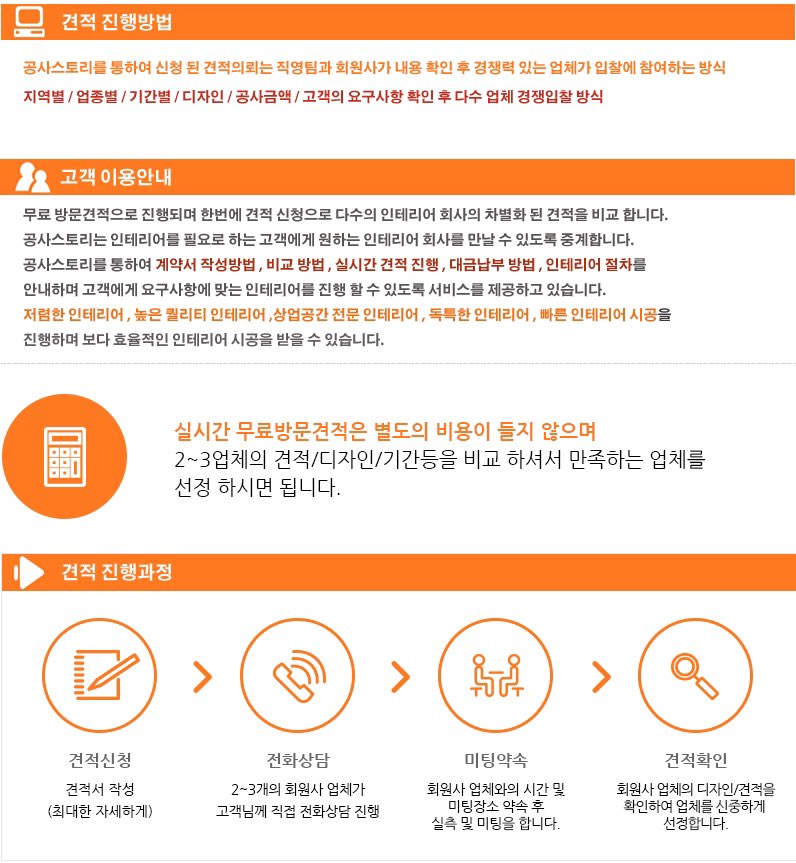 견적 진행방법
공사스토리를 통하여 신청 된 견적의뢰는 직영팀과 회원사가 내용 확인 후 경쟁력 있는 업체가 입찰에 참여하는 방식
지역별 / 업종별 / 기간별 / 디자인 / 공사금액 / 고객의 요구사항 확인 후 다수 업체 경쟁입찰 방식
고객 이용안내
무료 방문견적으로 진행되며 한번에 견적 신청으로 다수의 인테리어 회사의 차별화 된 견적을 비교 합니다.
공사스토리는 인테리어를 필요로 하는 고객에게 원하는 인테리어 회사를 만날 수 있도록 중계합니다.
공사스토리를 통하여 계약서 작성방법 , 비교 방법 , 실시간 견적 진행 , 대금납부 방법 , 인테리어 절차를
안내하며 고객에게 요구사항에 맞는 인테리어를 진행 할 수 있도록 서비스를 제공하고 있습니다.
저렴한 인테리어 , 높은 퀄리티 인테리어 ,상업공간 전문 인테리어 , 독특한 인테리어 , 빠른 인테리어 시공을
진행하며 보다 효율적인 인테리어 시공을 받을 수 있습니다.
실시간 무료방문견적은 별도의 비용이 들지 않으며
2~3업체의 견적/디자인/기간등을 비교 하셔서 만족하는 업체를
선정 하시면 됩니다.
견적 진행과정
견적신청
견적서 작성
(최대한 자세하게)
전화상담
2~3개의 회원사 업체가
고객님께 직접 전화상담 진행
미팅약속
회원사 업체와의 시간 및
미팅장소 약속 후
실측 및 미팅을 합니다.
견적확인
회원사 업체의 디자인/견적을
확인하여 업체를 신중하게
선정합니다.